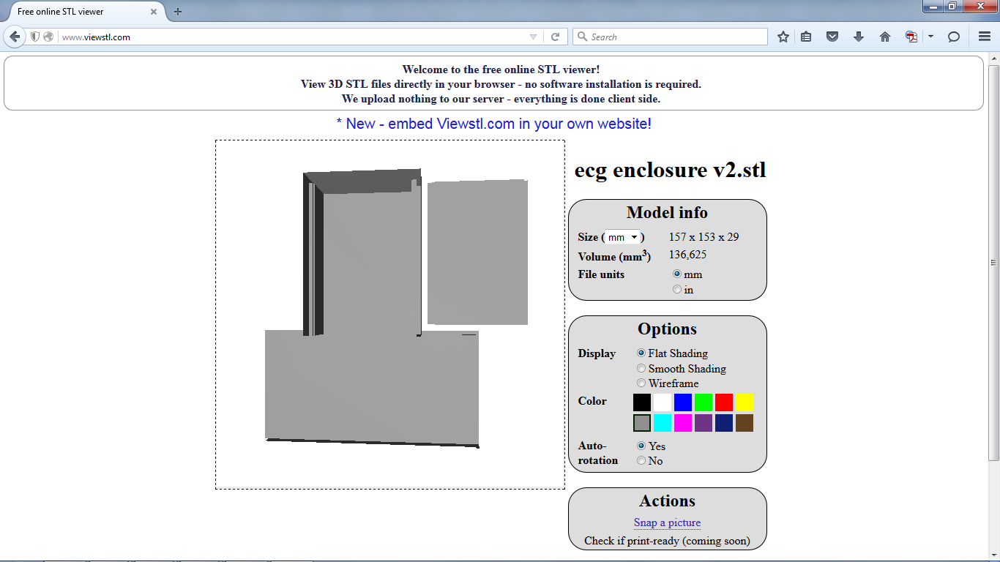 Free online STL viewer
www.viewstl.com
Search
Welcome to the free online STL viewer!
View 3D STL files directly in your browser - no software installation is required.
We upload nothing to our server - everything is done client side.
* New - embed Viewstl.com in your own website!
ecg enclosure v2.stl
Model info
Size ( mm ) 157 x 153 x 29
Volume (mm3) 136,625
File units mm
in
Options
Display Flat Shading
Smooth Shading
Wireframe
Color
Auto- Yes
rotation No
Actions
Snap a picture
Check if print-ready (coming soon)